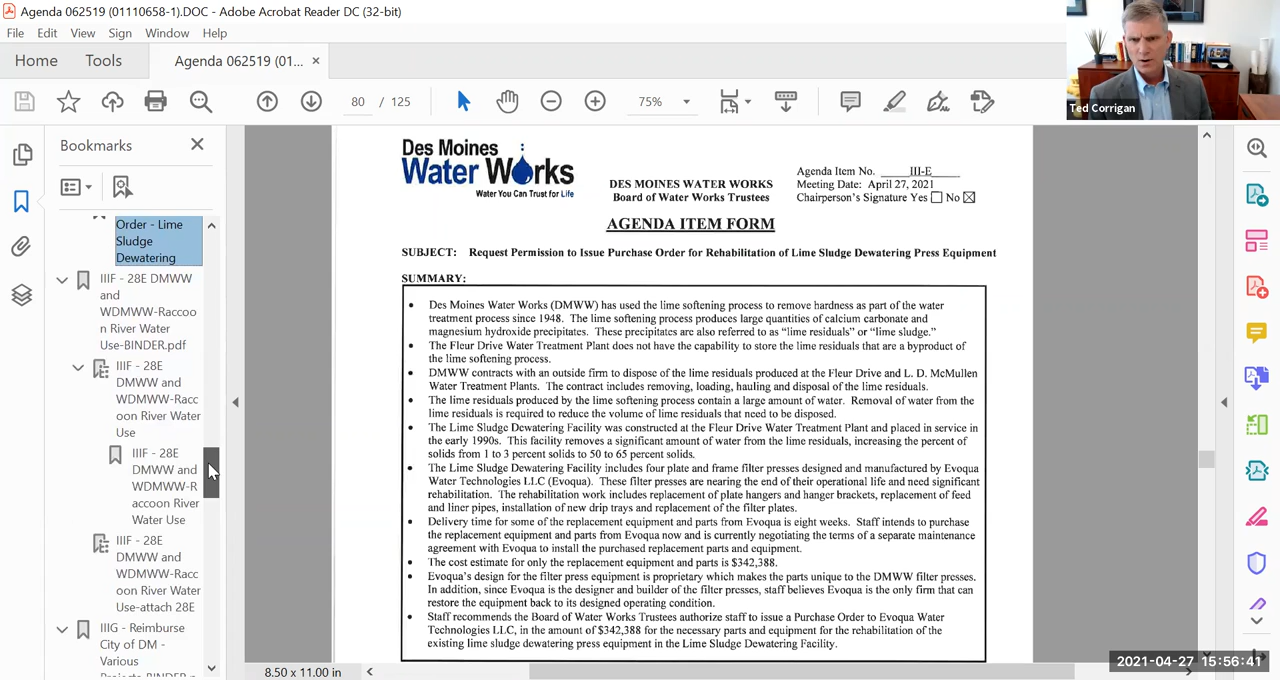 Agenda 062519 (01110658-1).DOC - Adobe Acrobat Reader DC (32-bit)
File Edit View Sign Window Help
Home Tools Agenda 062519 (01... ×
80 / 125 75%
Ted Corrigan
Bookmarks
Order - Lime
Sludge
Dewatering
IIIF - 28E DMWW
and
WDMWW-Raccoo
n River Water
Use-BINDER.pdf
IIIF - 28E
DMWW and
WDMWW-Racc
oon River Water
Use
IIIF - 28E
DMWW and
WDMWW-R
accoon River
Water Use
IIIF - 28E
DMWW and
WDMWW-Racc
oon River Water
Use-attach 28E
IIIG - Reimburse
City of DM -
Various
Projects-BINDER.p
Des Moines
Water Works
Water You Can Trust for Life
DES MOINES WATER WORKS
Board of Water Works Trustees
Agenda Item No. III-E
Meeting Date: April 27, 2021
Chairperson's Signature Yes ☐ No ☒
AGENDA ITEM FORM
SUBJECT: Request Permission to Issue Purchase Order for Rehabilitation of Lime Sludge Dewatering Press Equipment
SUMMARY:
• Des Moines Water Works (DMWW) has used the lime softening process to remove hardness as part of the water
treatment process since 1948. The lime softening process produces large quantities of calcium carbonate and
magnesium hydroxide precipitates. These precipitates are also referred to as "lime residuals" or "lime sludge."
• The Fleur Drive Water Treatment Plant does not have the capability to store the lime residuals that are a byproduct of
the lime softening process.
• DMWW contracts with an outside firm to dispose of the lime residuals produced at the Fleur Drive and L. D. McMullen
Water Treatment Plants. The contract includes removing, loading, hauling and disposal of the lime residuals.
• The lime residuals produced by the lime softening process contain a large amount of water. Removal of water from the
lime residuals is required to reduce the volume of lime residuals that need to be disposed.
• The Lime Sludge Dewatering Facility was constructed at the Fleur Drive Water Treatment Plant and placed in service in
the early 1990s. This facility removes a significant amount of water from the lime residuals, increasing the percent of
solids from 1 to 3 percent solids to 50 to 65 percent solids.
• The Lime Sludge Dewatering Facility includes four plate and frame filter presses designed and manufactured by Evoqua
Water Technologies LLC (Evoqua). These filter presses are nearing the end of their operational life and need significant
rehabilitation. The rehabilitation work includes replacement of plate hangers and hanger brackets, replacement of feed
and liner pipes, installation of new drip trays and replacement of the filter plates.
• Delivery time for some of the replacement equipment and parts from Evoqua is eight weeks. Staff intends to purchase
the replacement equipment and parts from Evoqua now and is currently negotiating the terms of a separate maintenance
agreement with Evoqua to install the purchased replacement parts and equipment.
• The cost estimate for only the replacement equipment and parts is $342,388.
• Evoqua's design for the filter press equipment is proprietary which makes the parts unique to the DMWW filter presses.
In addition, since Evoqua is the designer and builder of the filter presses, staff believes Evoqua is the only firm that can
restore the equipment back to its designed operating condition.
• Staff recommends the Board of Water Works Trustees authorize staff to issue a Purchase Order to Evoqua Water
Technologies LLC, in the amount of $342,388 for the necessary parts and equipment for the rehabilitation of the
existing lime sludge dewatering press equipment in the Lime Sludge Dewatering Facility.
8.50 x 11.00 in
2021-04-27 15:56:41